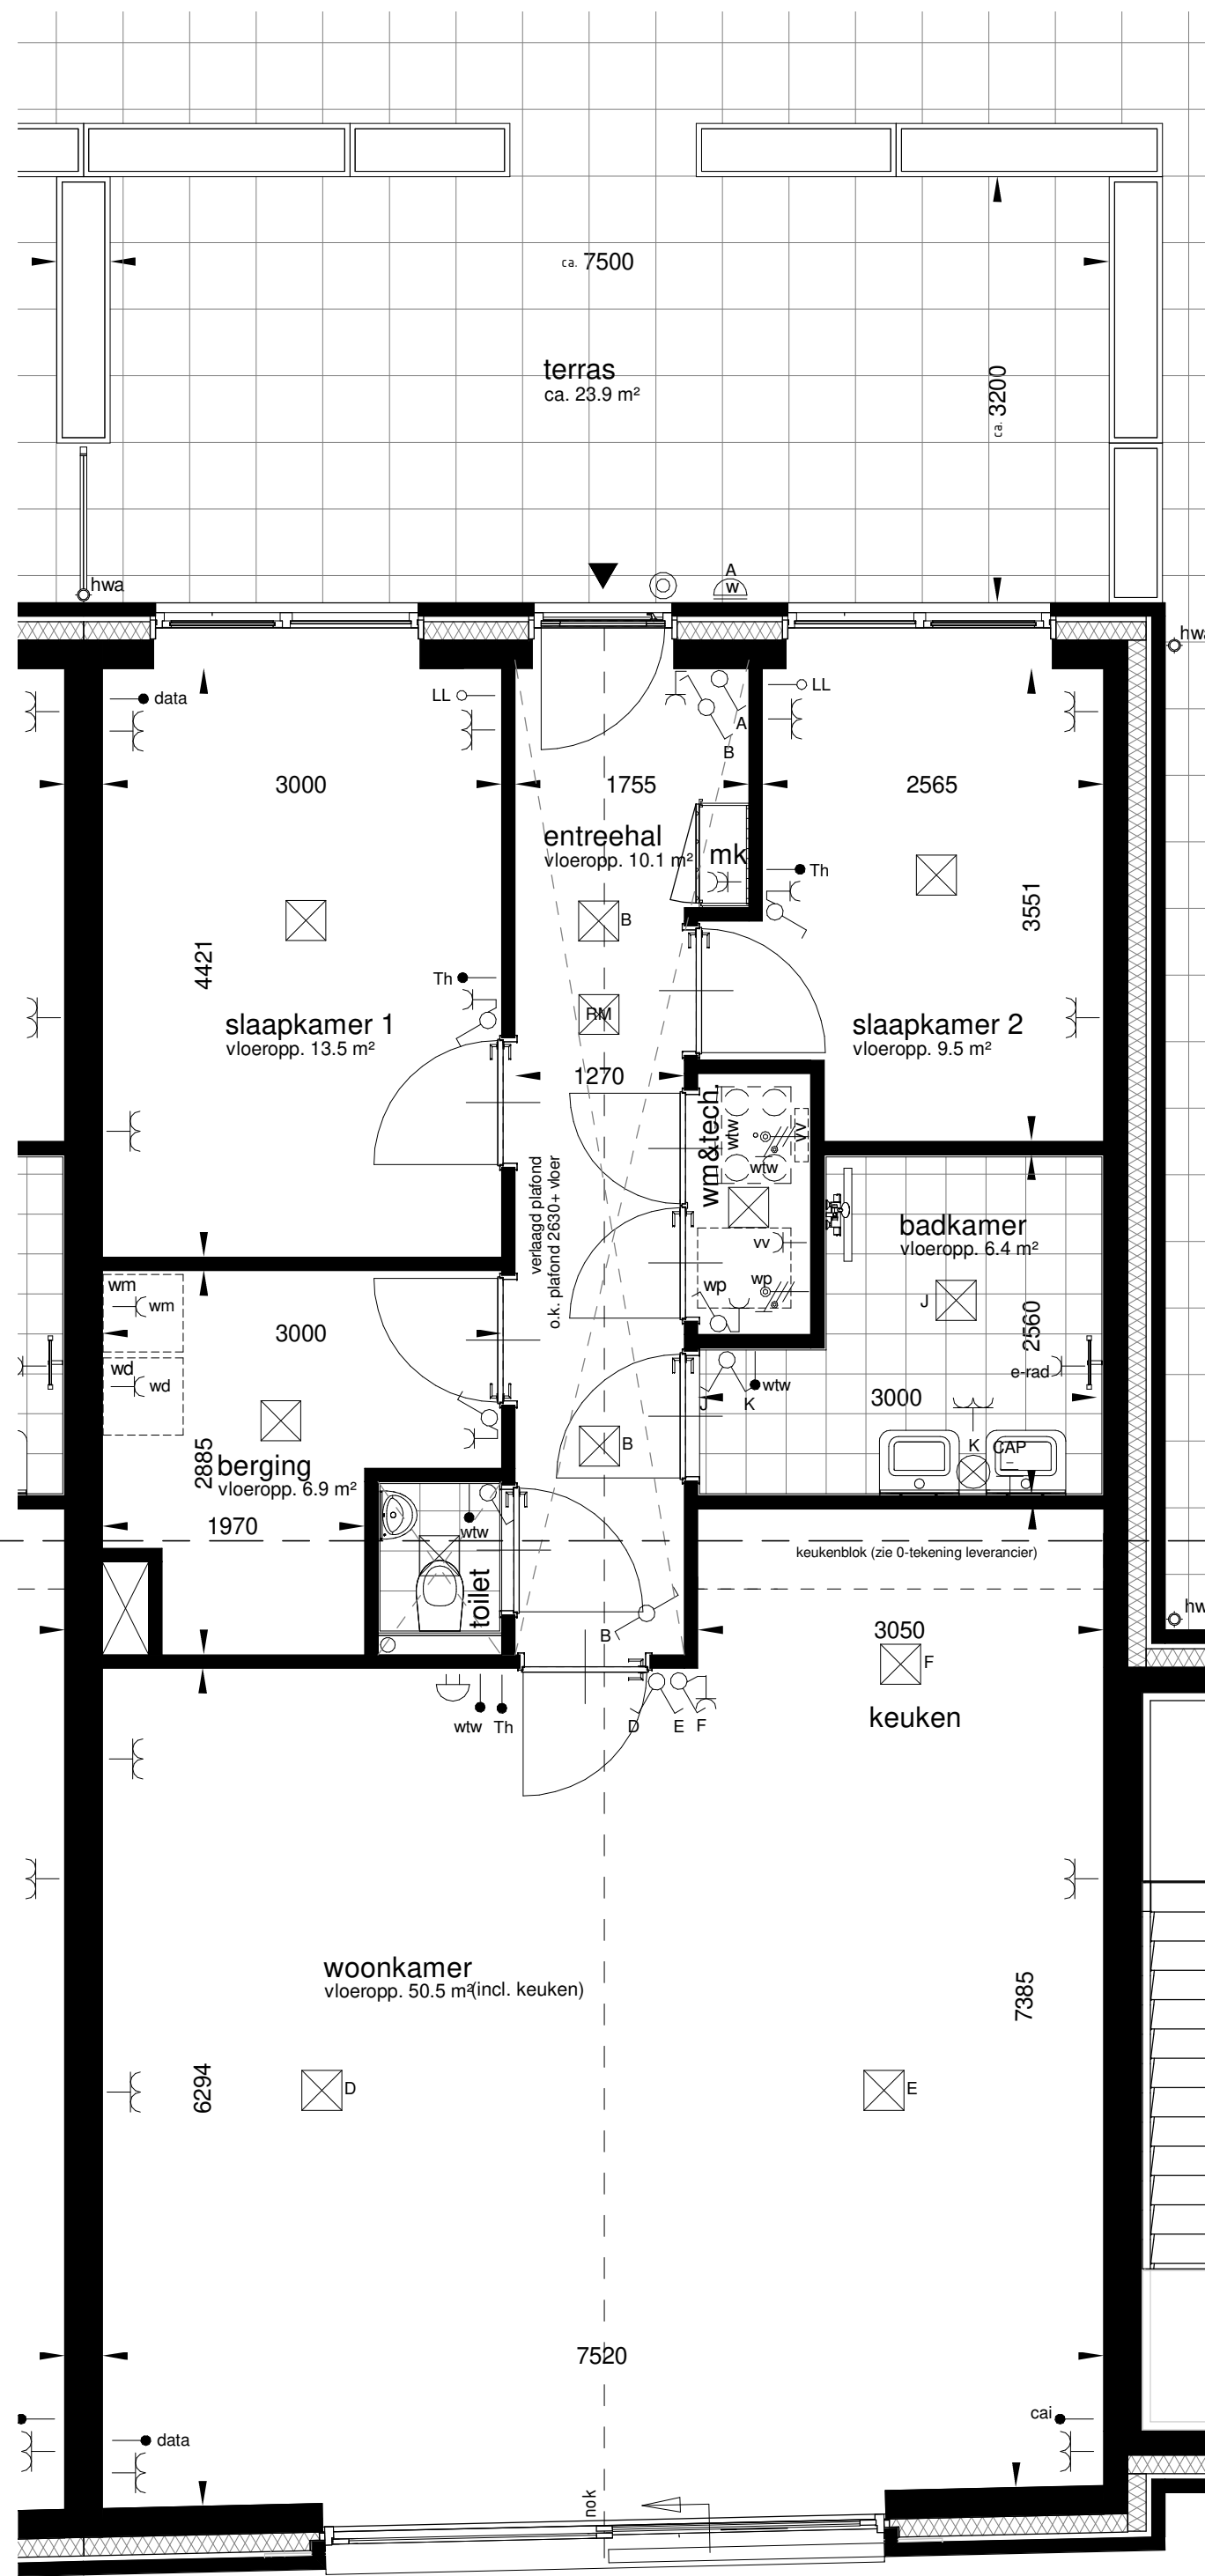 ca. 7500
terras
ca. 23.9 m²
ca. 3200
hwa
A
w
hwa
data
LL
LL
A
B
3000
1755
2565
entreehal
vloeropp. 10.1 m²
mk
Th
B
3551
4421
Th
RM
slaapkamer 1
vloeropp. 13.5 m²
slaapkamer 2
vloeropp. 9.5 m²
1270
wm&tech.
wtw
vv
wtw
verlaagd plafond
o.k. plafond 2630+ vloer
badkamer
vloeropp. 6.4 m²
vv
wp
wp
wm
wm
J
2560
3000
wd
wd
e-rad
wtw
J
K
3000
K
CAP
B
2885
berging
vloeropp. 6.9 m²
1970
wtw
toilet
keukenblok (zie 0-tekening leverancier)
B
3050
F
keuken
wtw
Th
D
E
F
hw
woonkamer
vloeropp. 50.5 m² (incl. keuken)
7385
6294
D
E
7520
cai
data
nok